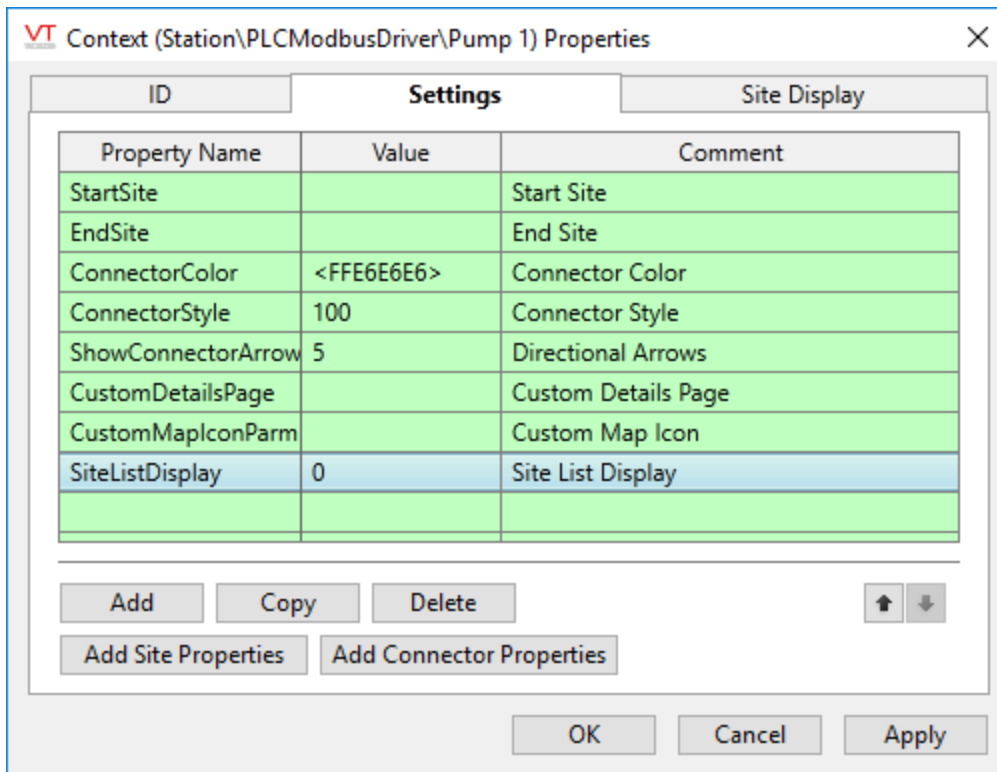 VT Context (Station\PLCModbusDriver\Pump 1) Properties
ID Settings Site Display
Property Name Value Comment
StartSite Start Site
EndSite End Site
ConnectorColor <FFE6E6E6> Connector Color
ConnectorStyle 100 Connector Style
ShowConnectorArrow 5 Directional Arrows
CustomDetailsPage Custom Details Page
CustomMapIconParm Custom Map Icon
SiteListDisplay 0 Site List Display
Add Copy Delete
Add Site Properties Add Connector Properties
OK Cancel Apply